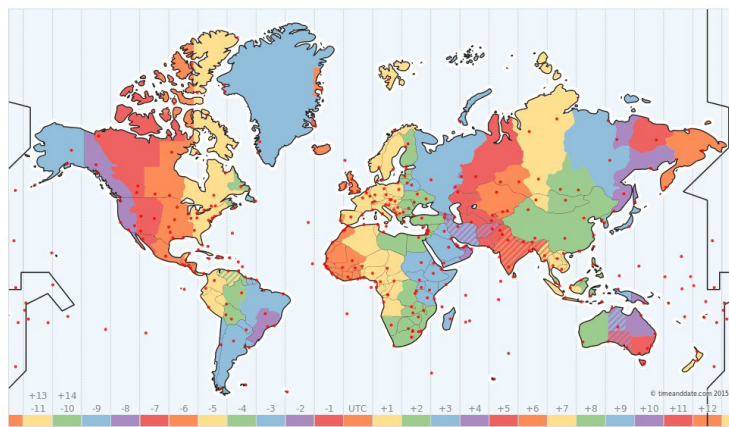 © timeanddate.com 2015
+13 +14
-11 -10 -9 -8 -7 -6 -5 -4 -3 -2 -1 UTC +1 +2 +3 +4 +5 +6 +7 +8 +9 +10 +11 +12